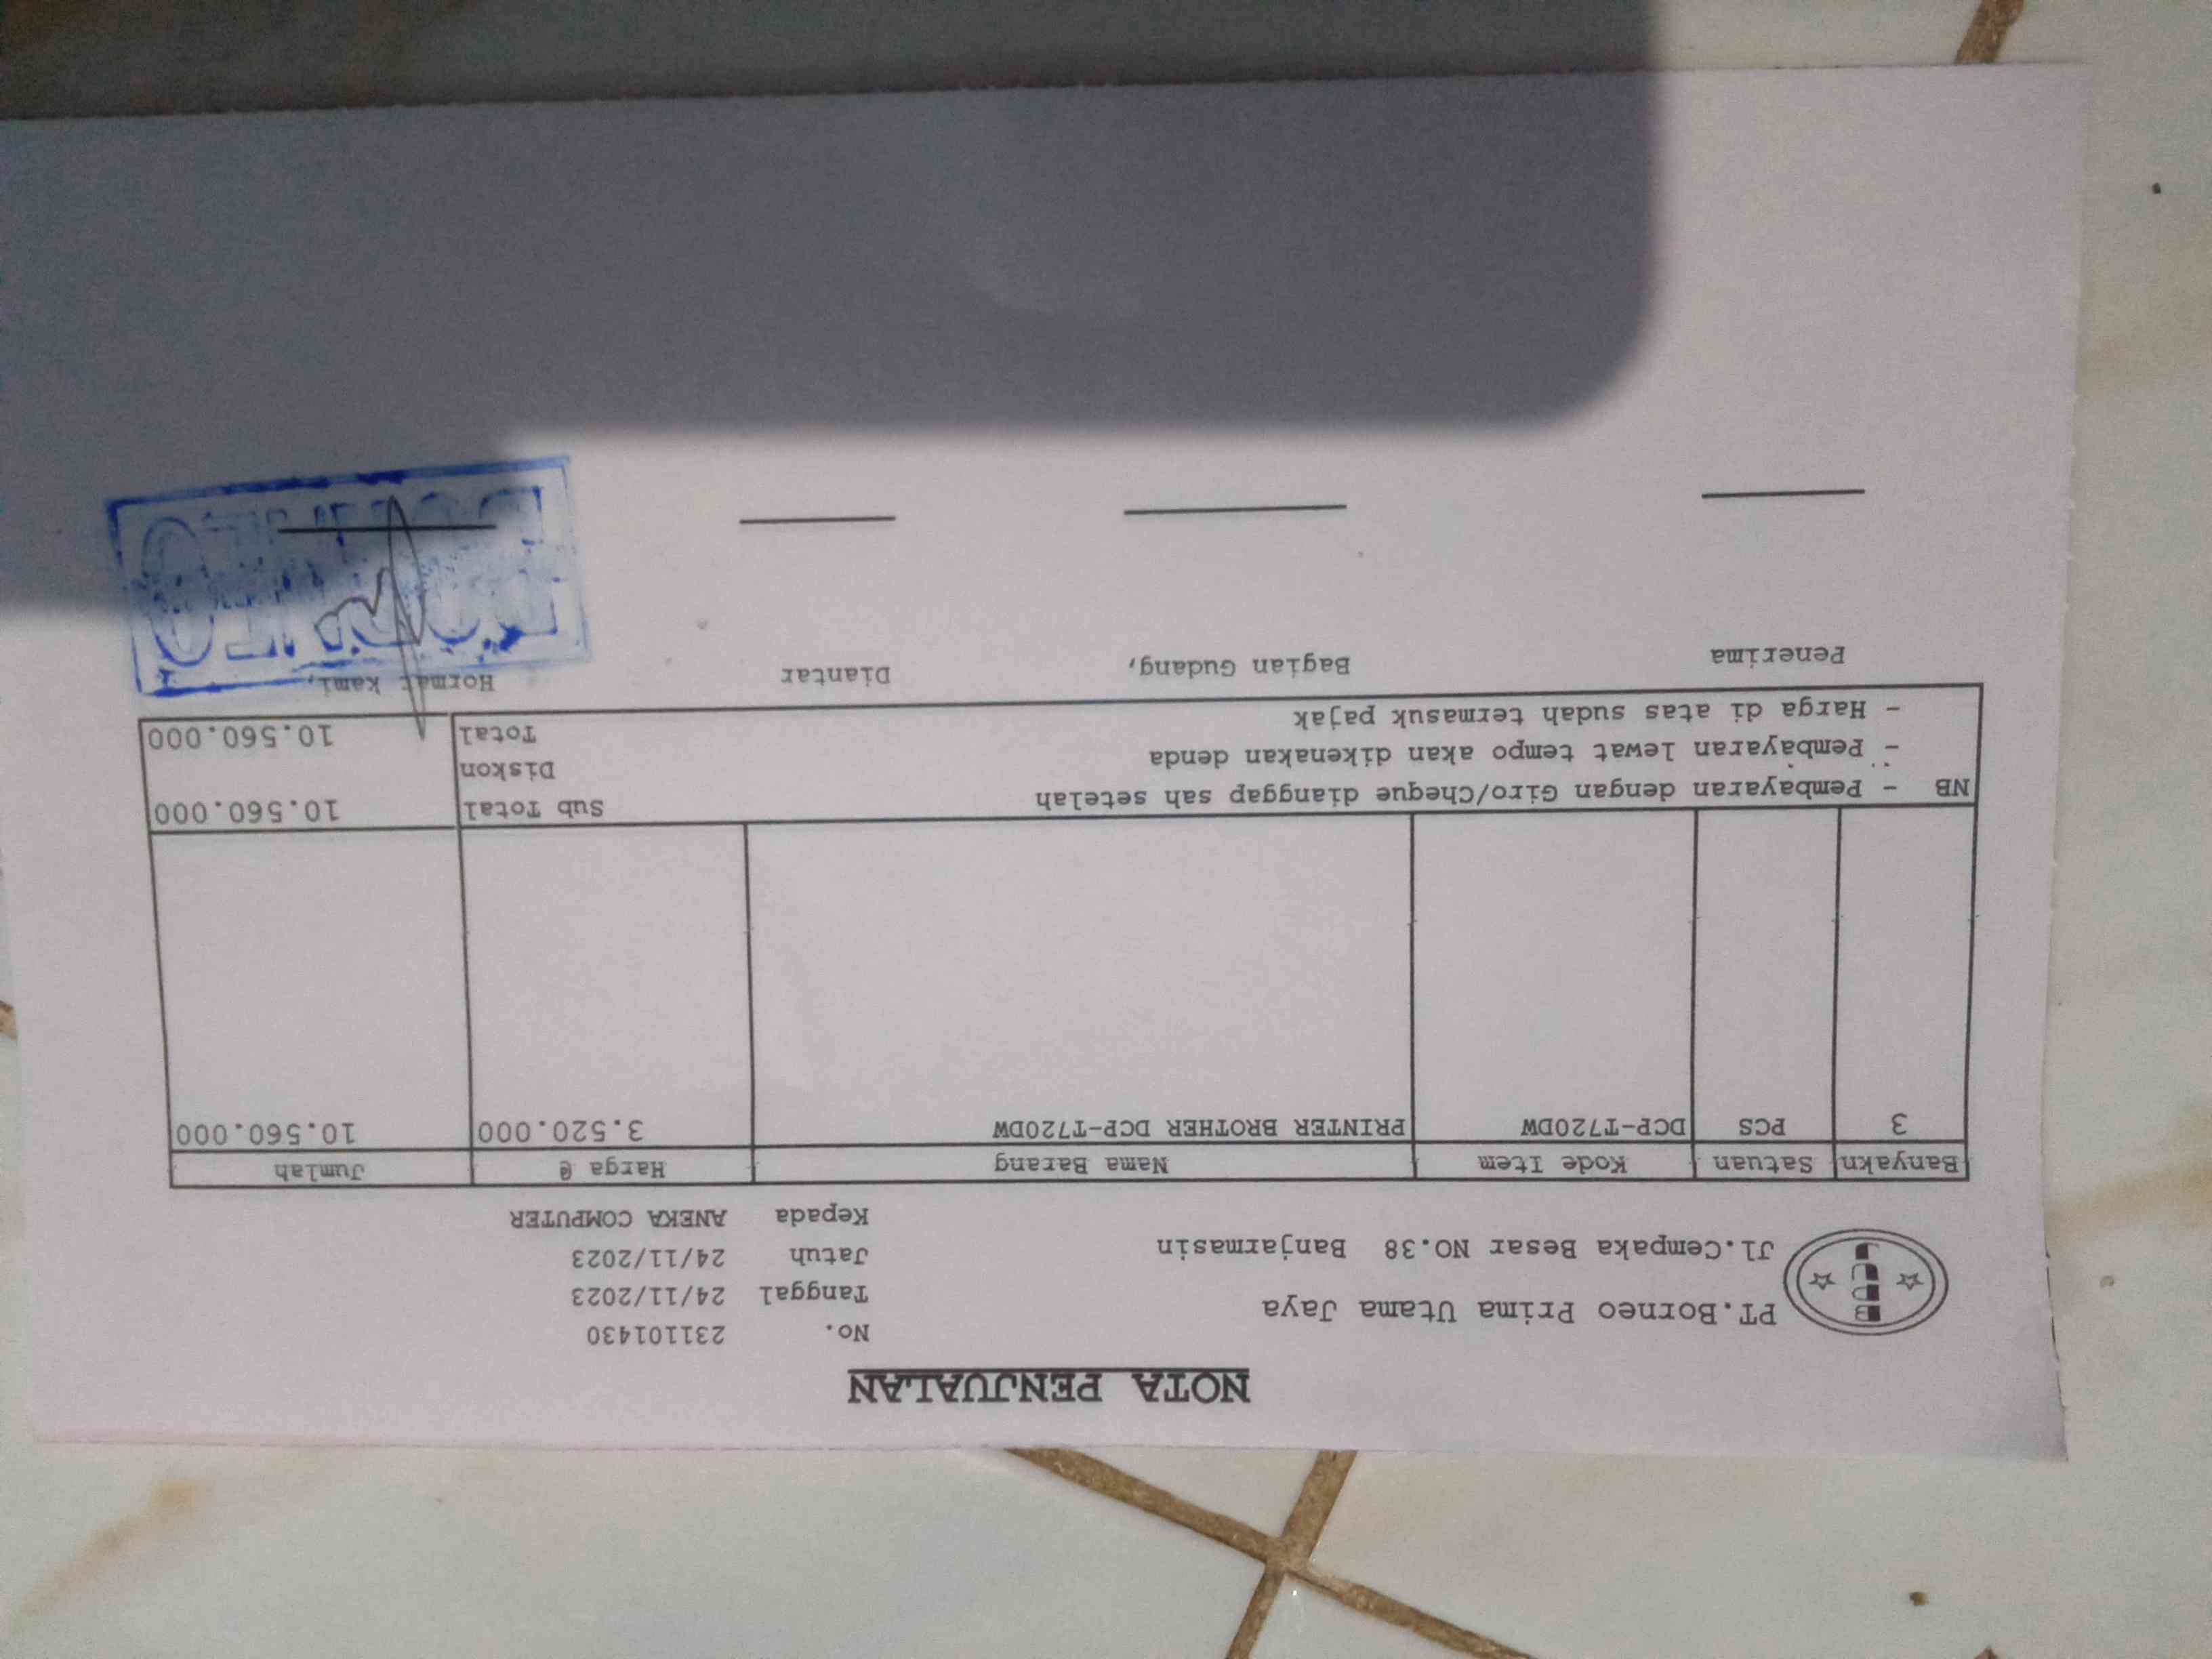 NOTA PENJUALAN
PT.Borneo Prima Utama Jaya
Jl.Cempaka Besar NO.38 Banjarmasin
No. 231101430
Tanggal 24/11/2023
Jatuh 24/11/2023
Kepada ANEKA COMPUTER
Banyakn Satuan Kode Item Nama Barang Harga @ Jumlah
3 PCS DCP-T720DW PRINTER BROTHER DCP-T720DW 3.520.000 10.560.000
NB - Pembayaran dengan Giro/Cheque dianggap sah setelah
- Pembayaran lewat tempo akan dikenakan denda
- Harga di atas sudah termasuk pajak
Sub Total 10.560.000
Diskon
Total 10.560.000
Penerima Bagian Gudang, Diantar Hormat kami,